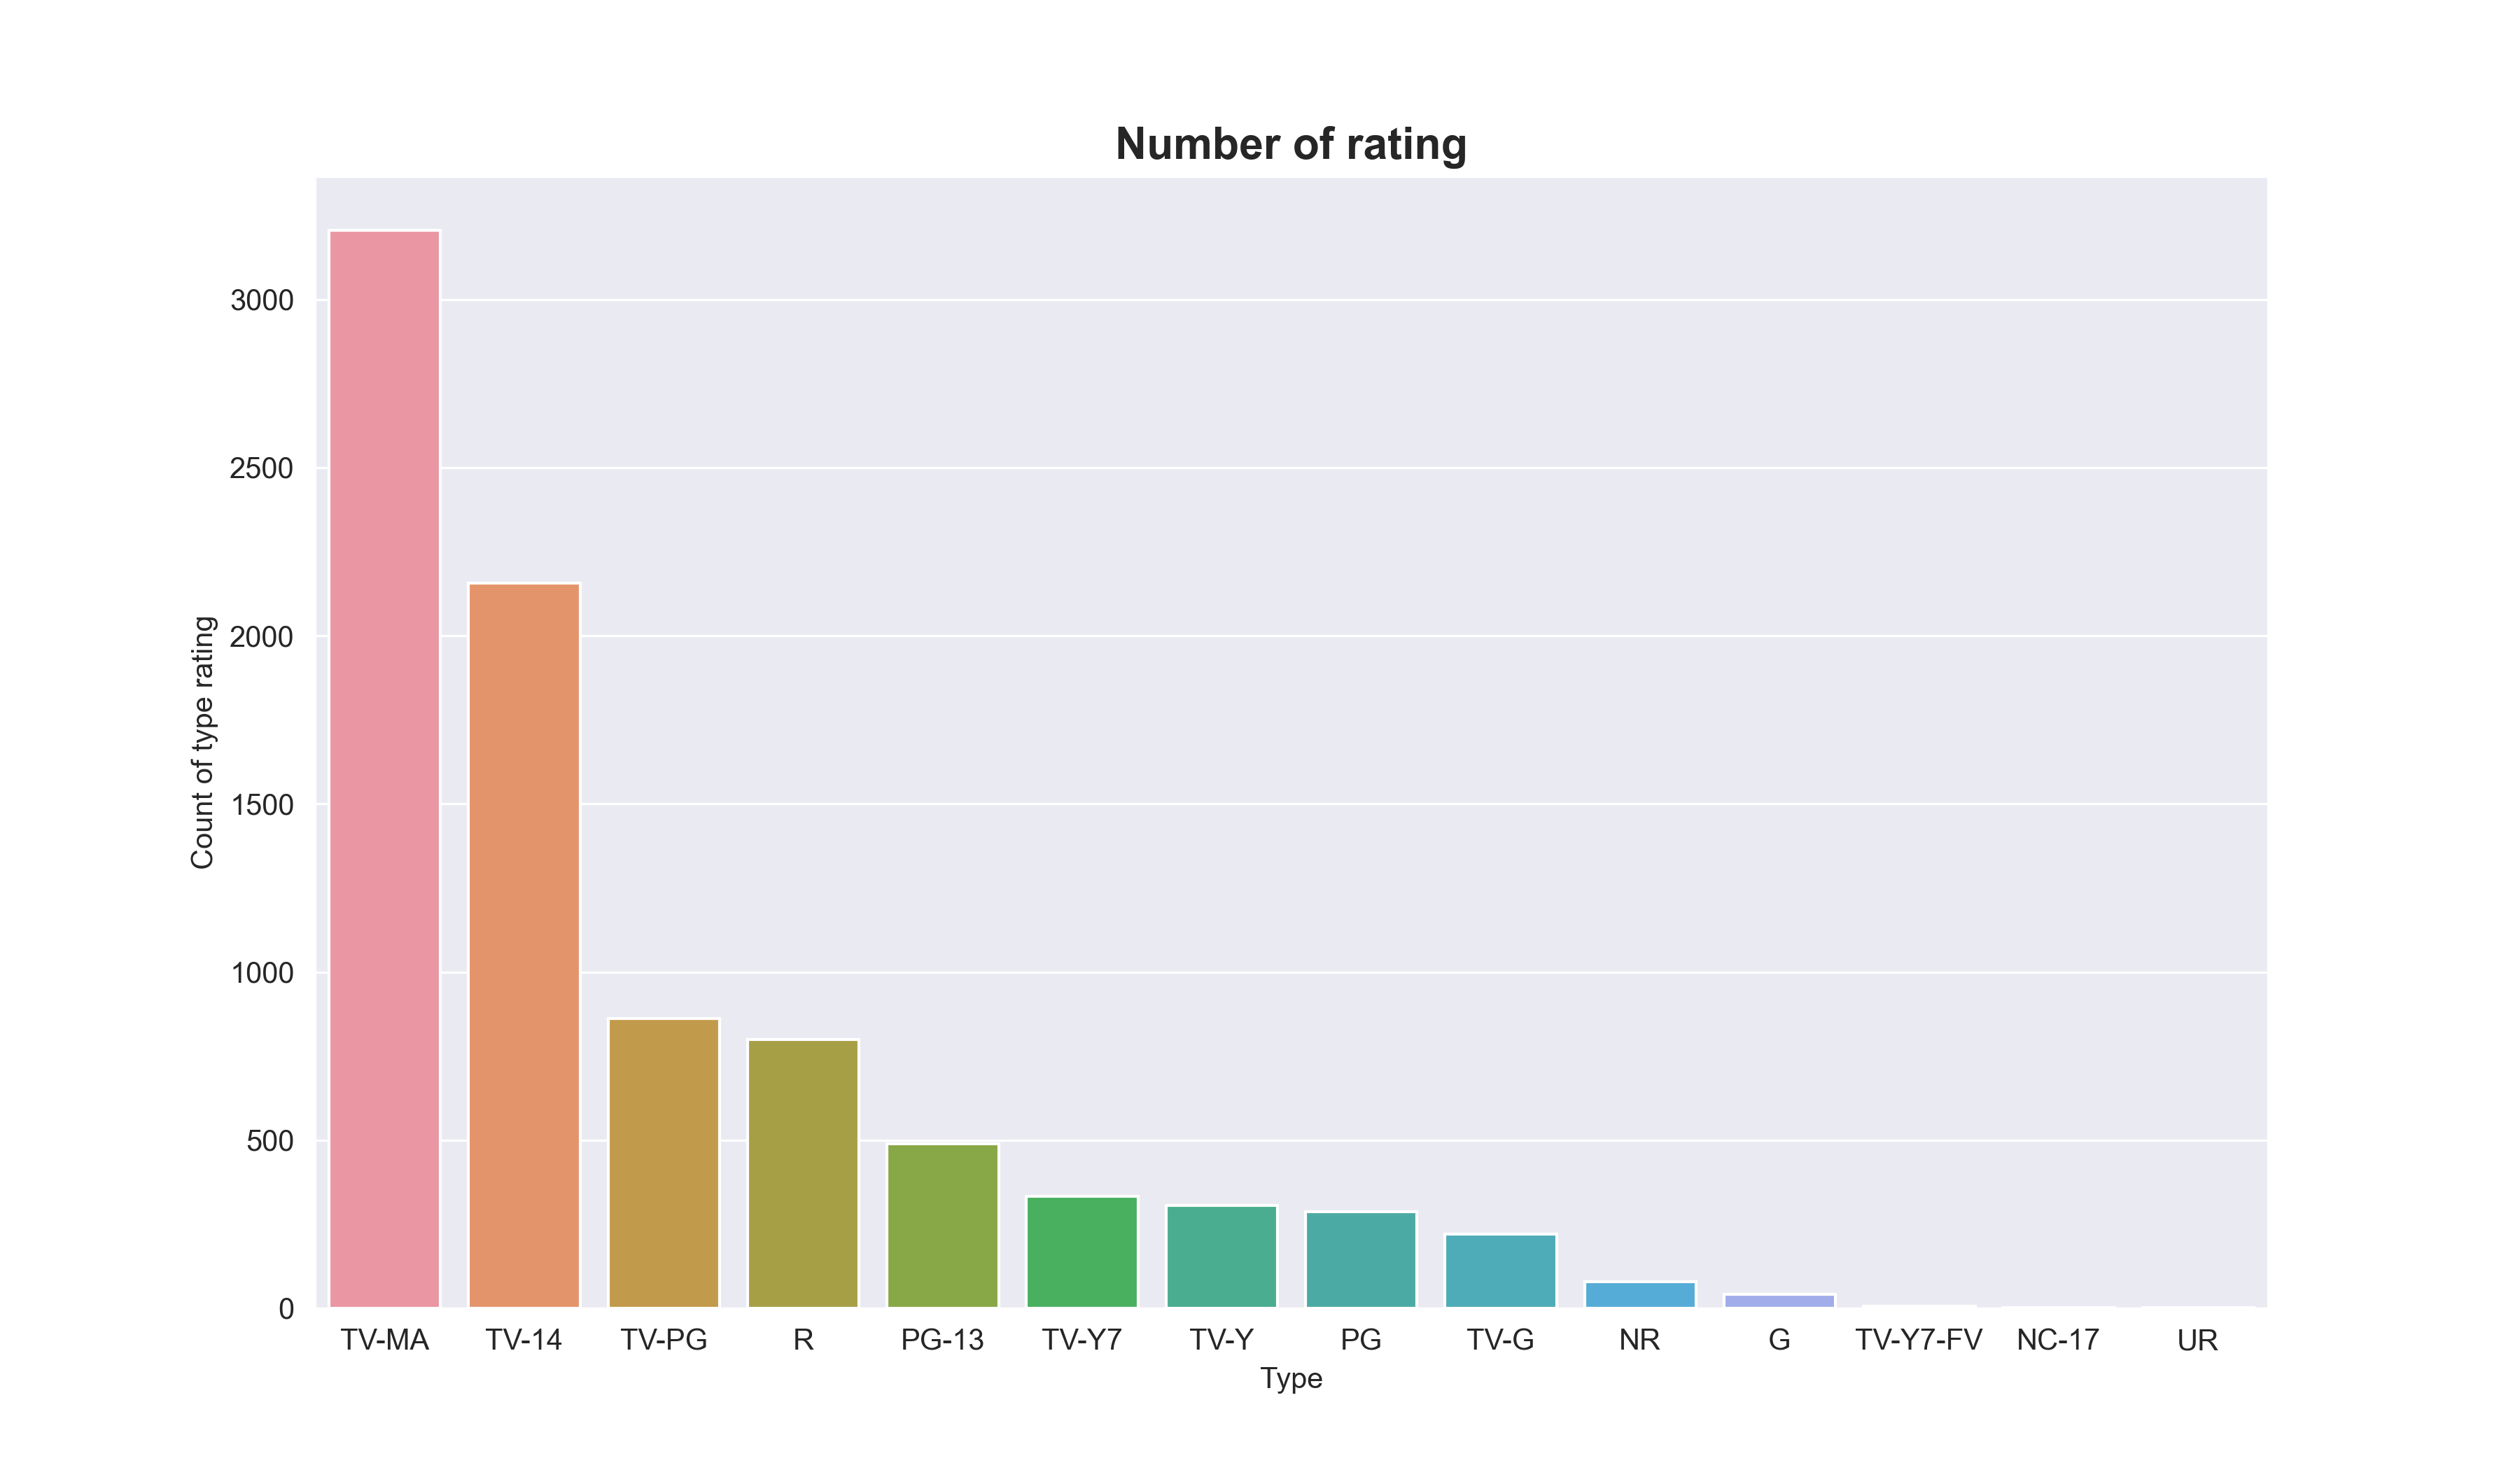 Number of rating
3000
2500
2000
1500
1000
500
0
Count of type rating
TV-MA TV-14 TV-PG R PG-13 TV-Y7 TV-Y PG TV-G NR G TV-Y7-FV NC-17 UR
Type